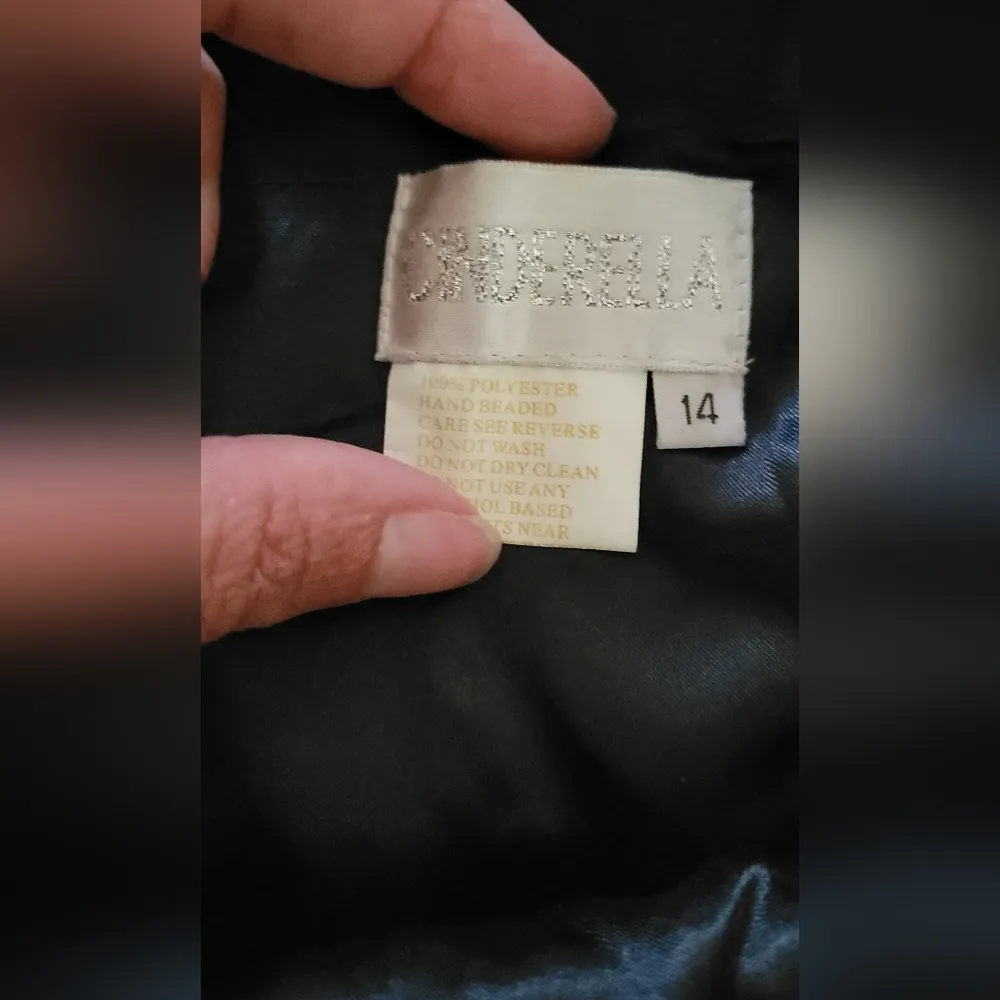 CINDERELLA
100% POLYESTER
HAND BEADED
CARE SEE REVERSE
DO NOT WASH
DO NOT DRY CLEAN
NOT USE ANY
BASED
NEAR
14